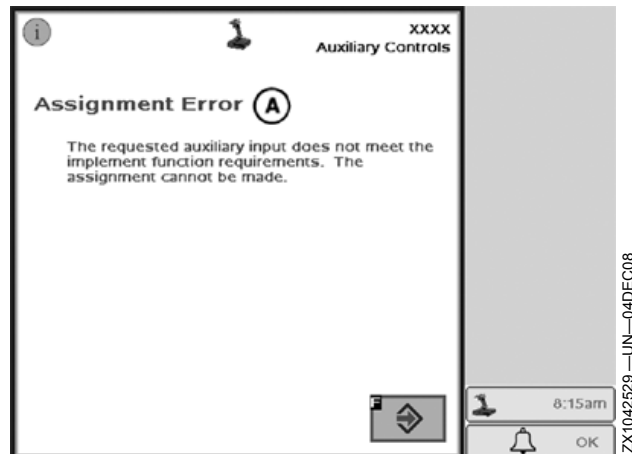 i
XXXX
Auxiliary Controls
Assignment Error A
The requested auxiliary input does not meet the
implement function requirements. The
assignment cannot be made.
F
8:15am
OK
ZX1042529 —UN—04DEC08